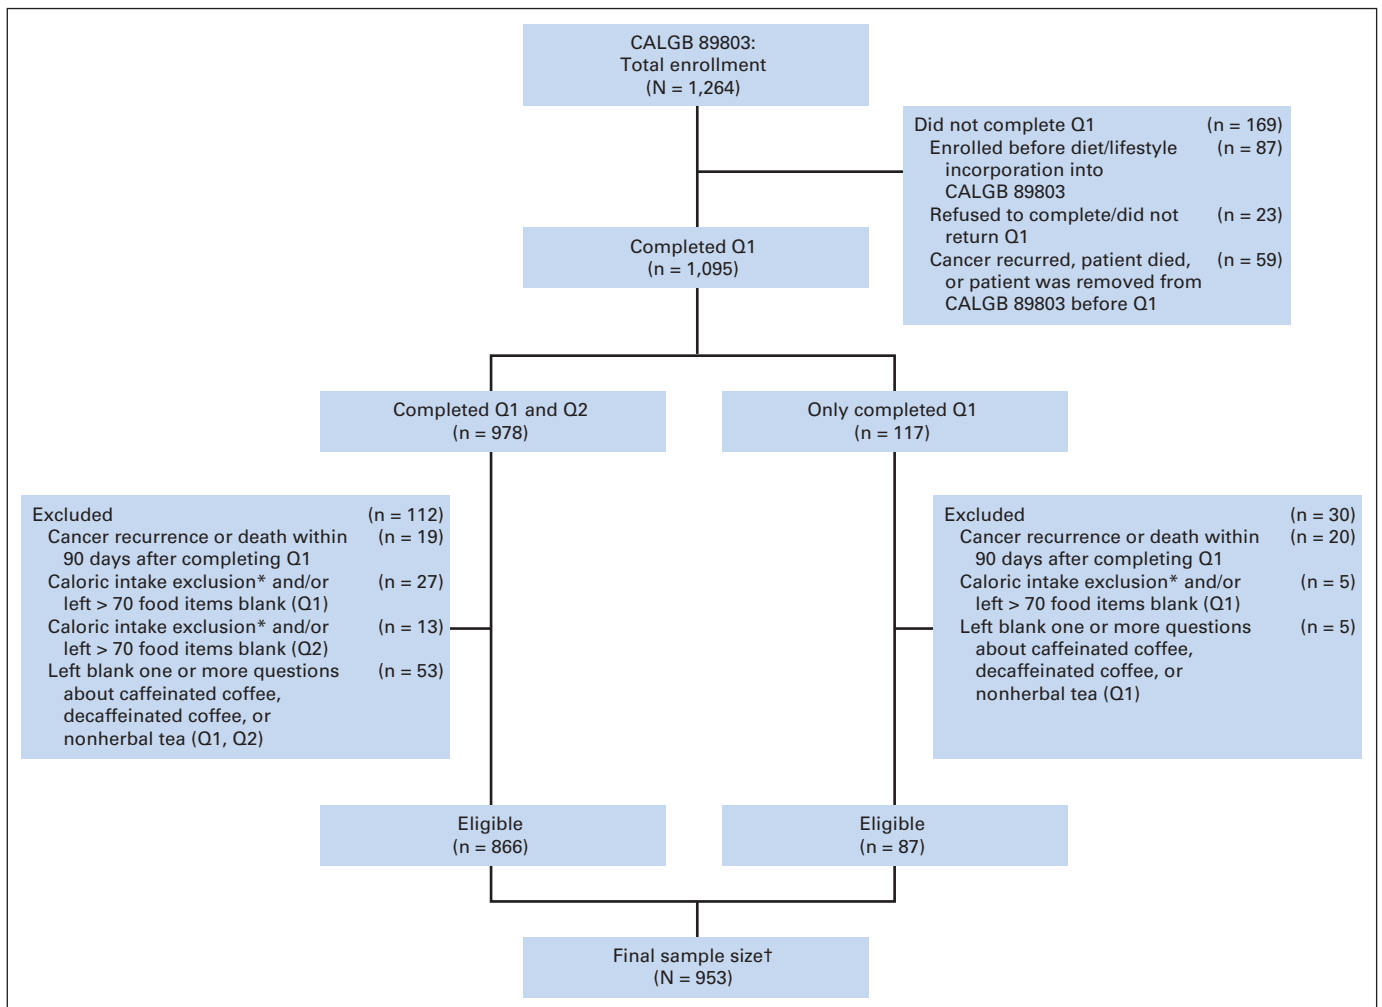 CALGB 89803:
Total enrollment
(N = 1,264)
Did not complete Q1 (n = 169)
Enrolled before diet/lifestyle (n = 87)
incorporation into
CALGB 89803
Refused to complete/did not (n = 23)
return Q1
Cancer recurred, patient died, (n = 59)
or patient was removed from
CALGB 89803 before Q1
Completed Q1
(n = 1,095)
Completed Q1 and Q2
(n = 978)
Only completed Q1
(n = 117)
Excluded (n = 112)
Cancer recurrence or death within (n = 19)
90 days after completing Q1
Caloric intake exclusion* and/or (n = 27)
left > 70 food items blank (Q1)
Caloric intake exclusion* and/or (n = 13)
left > 70 food items blank (Q2)
Left blank one or more questions (n = 53)
about caffeinated coffee,
decaffeinated coffee, or
nonherbal tea (Q1, Q2)
Excluded (n = 30)
Cancer recurrence or death within (n = 20)
90 days after completing Q1
Caloric intake exclusion* and/or (n = 5)
left > 70 food items blank (Q1)
Left blank one or more questions (n = 5)
about caffeinated coffee,
decaffeinated coffee, or
nonherbal tea (Q1)
Eligible
(n = 866)
Eligible
(n = 87)
Final sample size†
(N = 953)